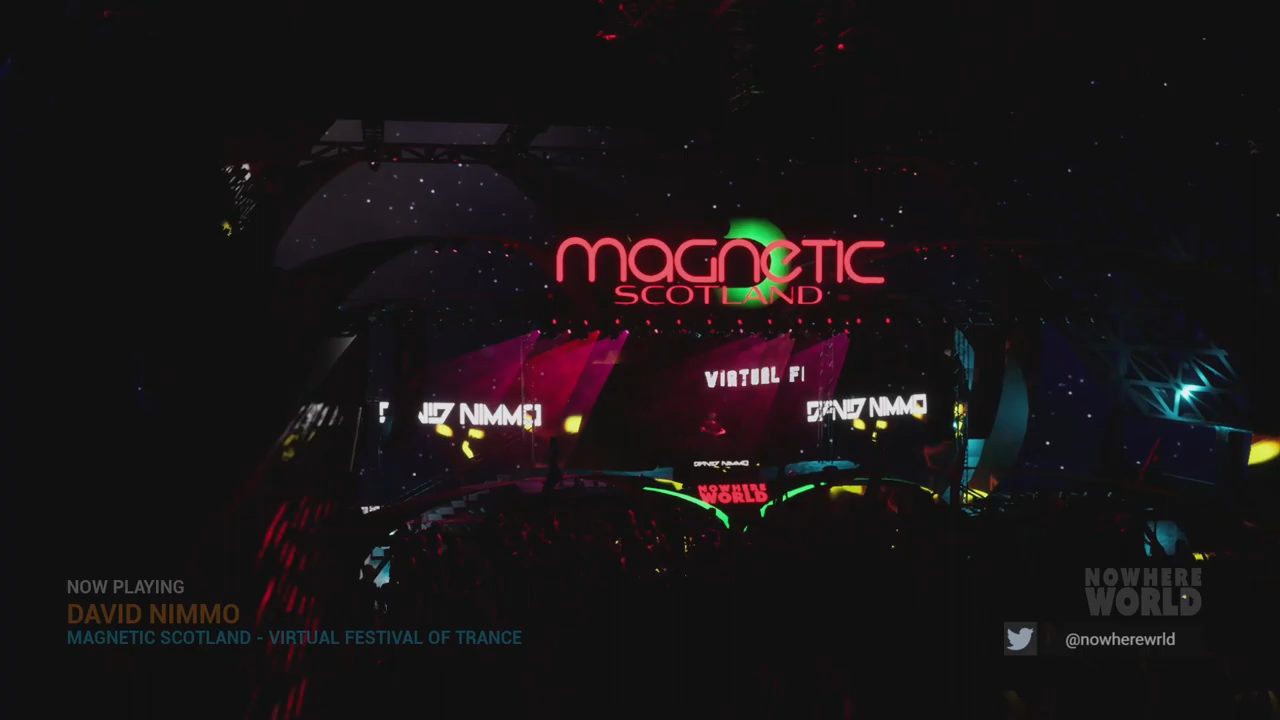 MAGNETIC
SCOTLAND
VIRTUAL F
NIMMO
DAVID NIMMO
DAVID NIMMO
NOWHERE
WORLD
NOW PLAYING
DAVID NIMMO
MAGNETIC SCOTLAND - VIRTUAL FESTIVAL OF TRANCE
NOWHERE
WORLD
@nowherewrld